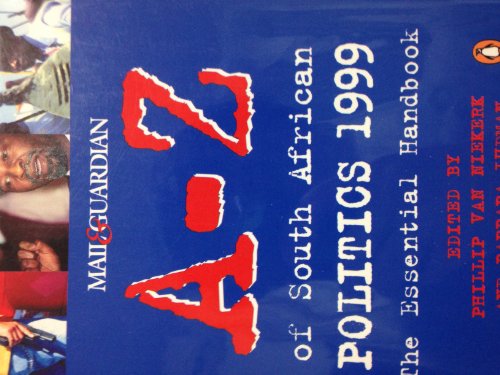 MAIL&GUARDIAN
A-Z
of South African
POLITICS 1999
The Essential Handbook
EDITED BY
PHILLIP VAN NIEKERK